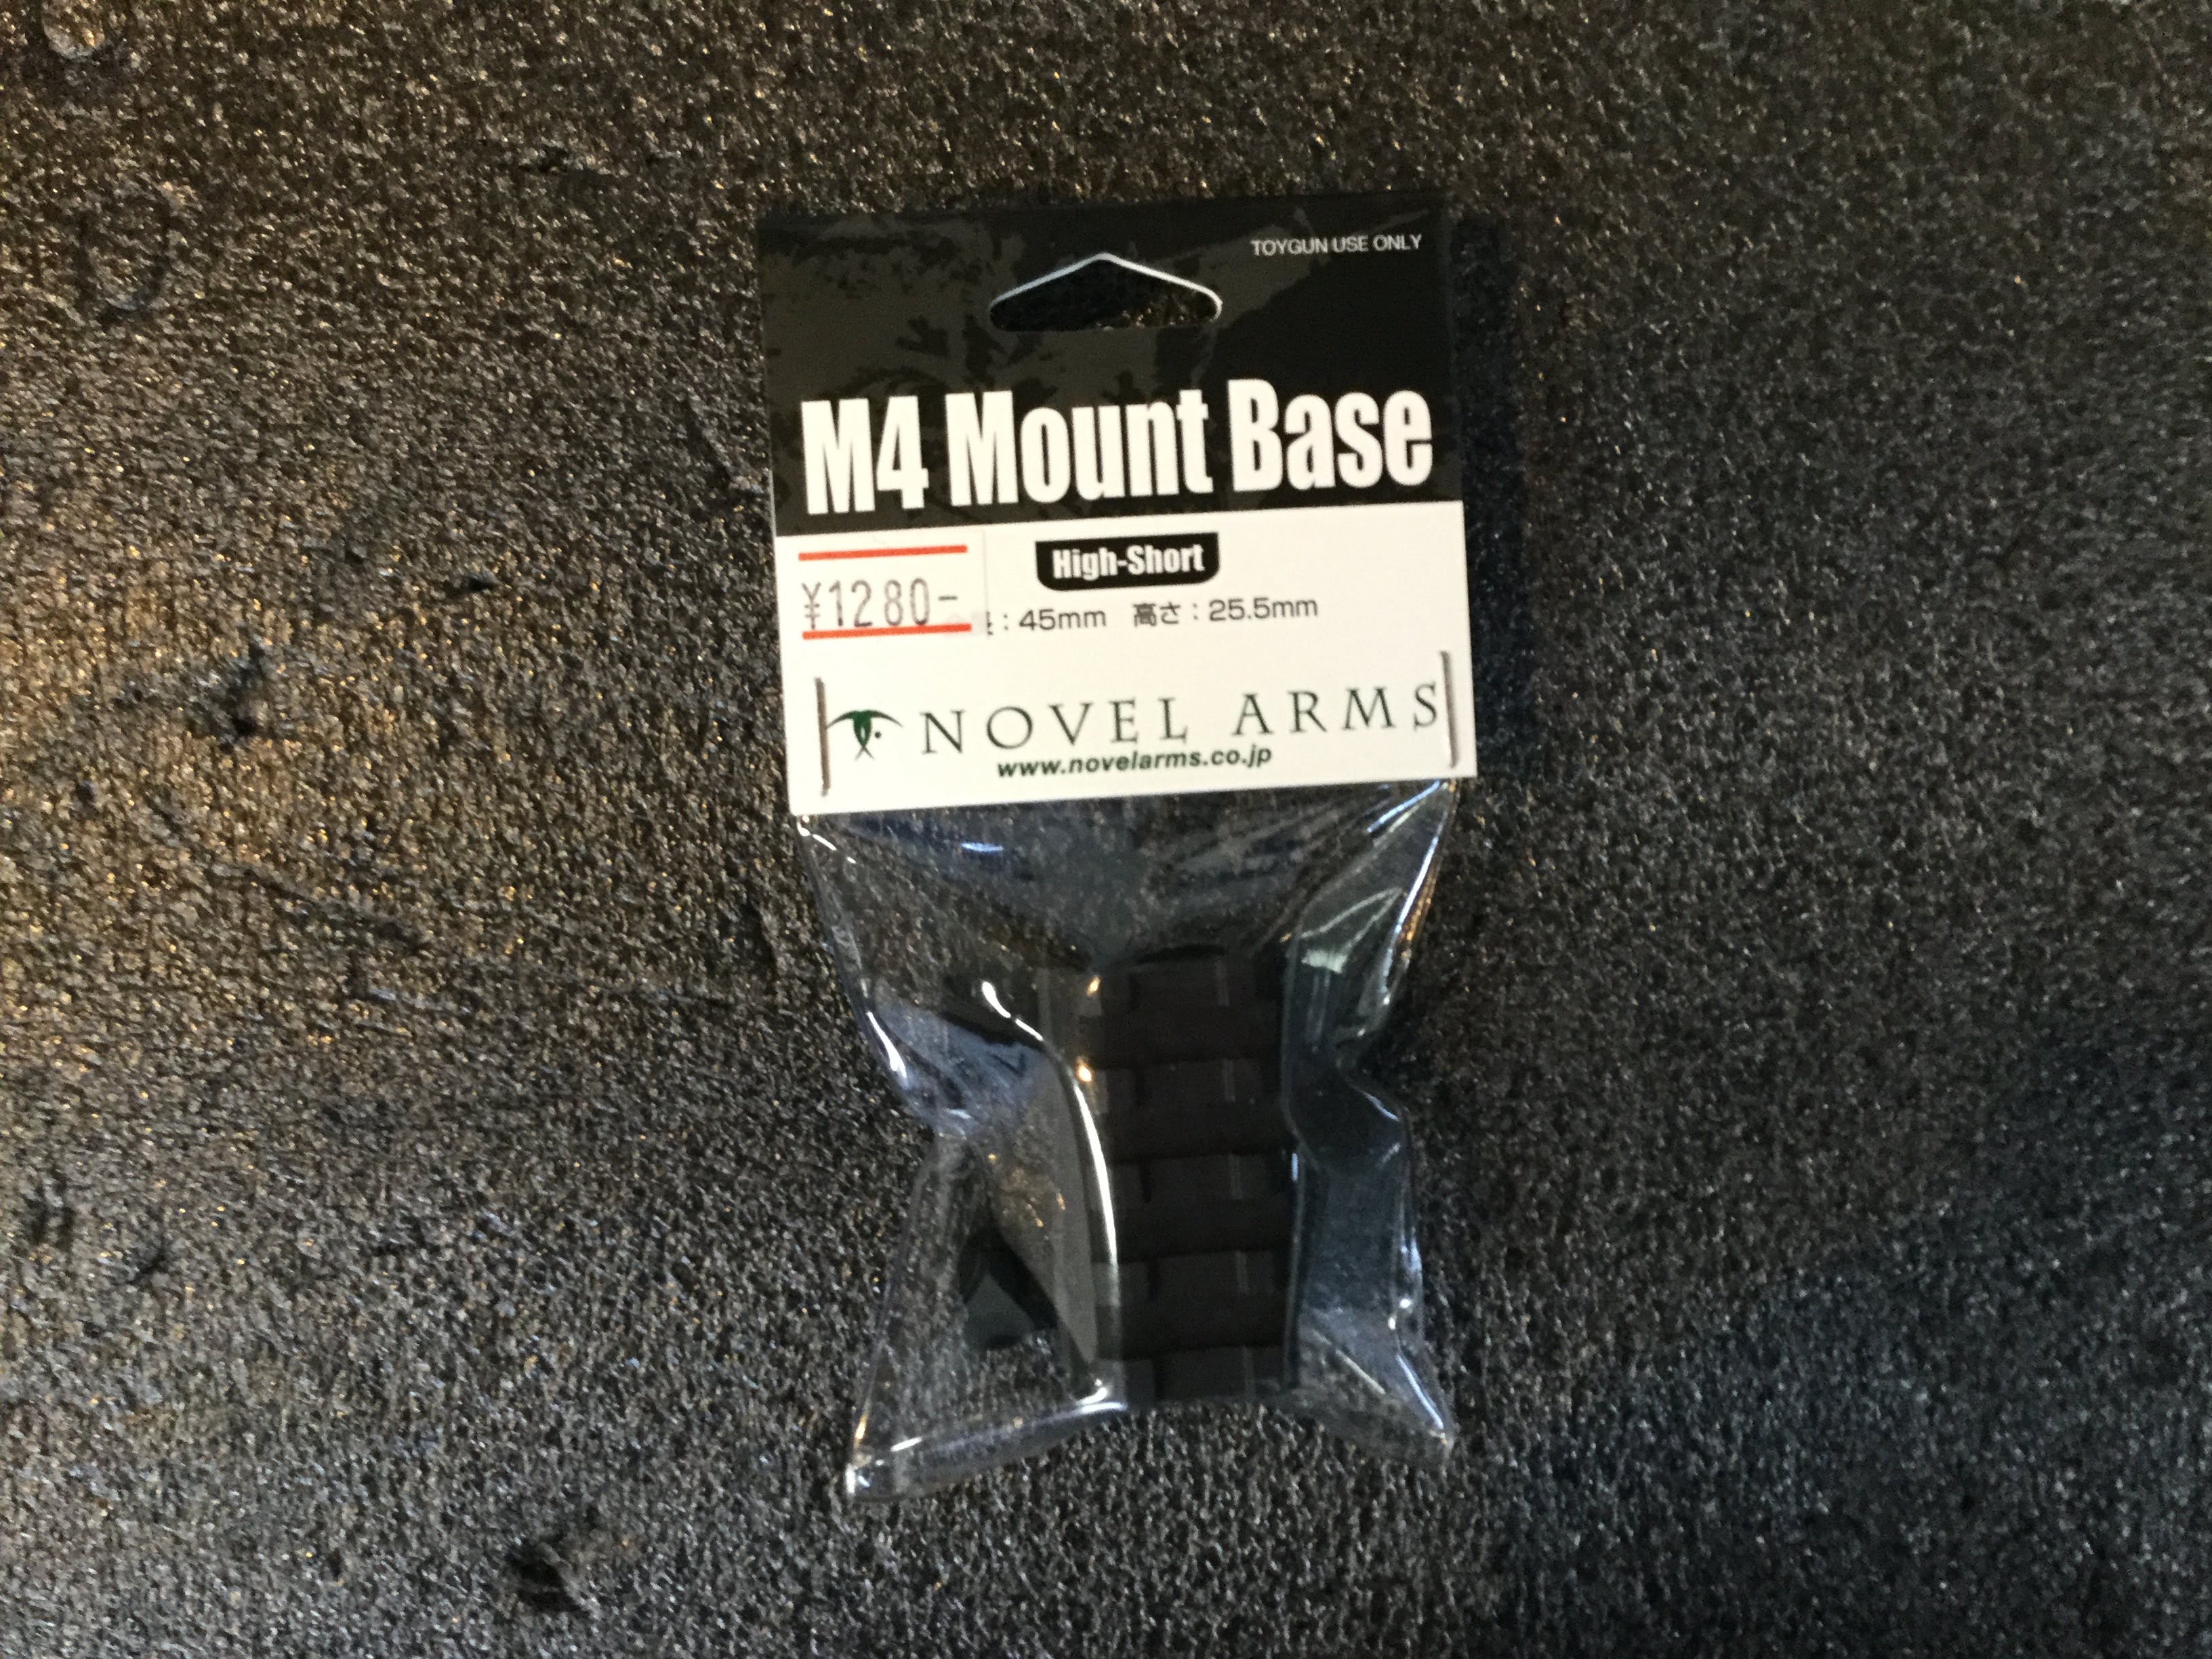 TOYGUN USE ONLY
M4 Mount Base
High-Short
¥1280-
: 45mm 高さ : 25.5mm
NOVEL ARMS
www.novelarms.co.jp